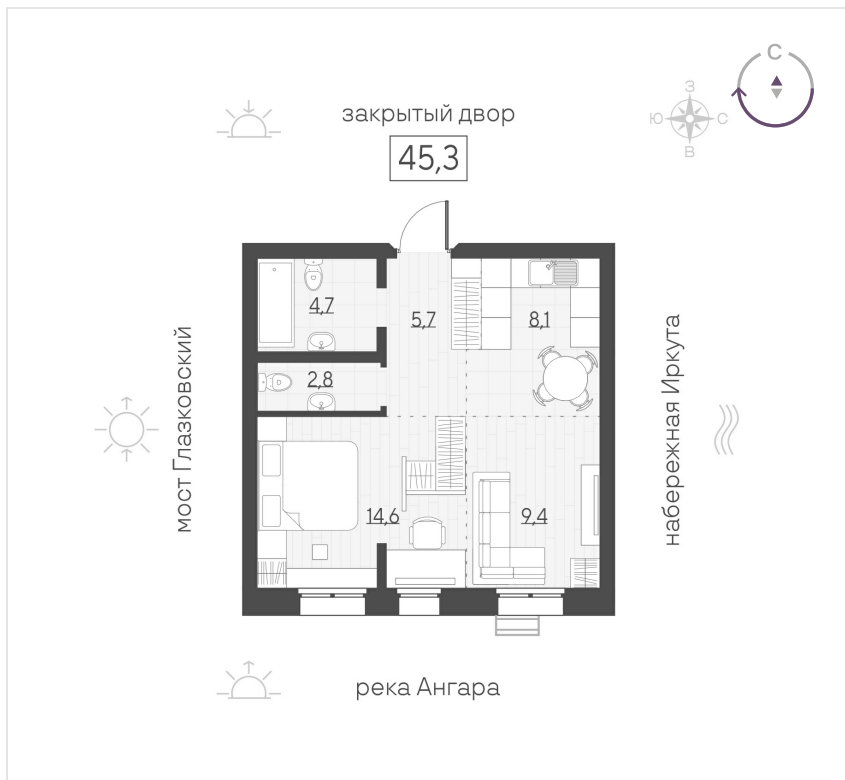 С
закрытый двор
З
Ю
С
В
45,3
4,7
5,7
8,1
2,8
14,6
9,4
мост Глазковский
набережная Иркута
река Ангара